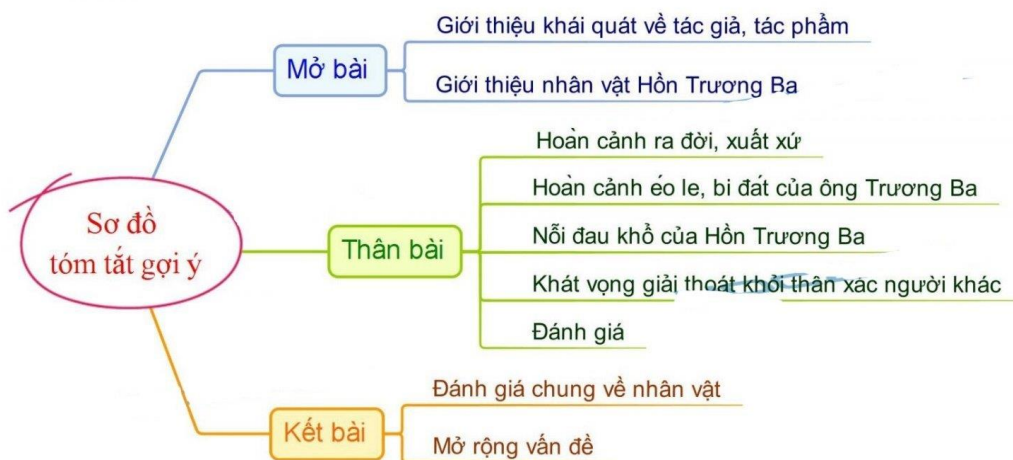 Sơ đồ
tóm tắt gợi ý
Mở bài
Giới thiệu khái quát về tác giả, tác phẩm
Giới thiệu nhân vật Hồn Trương Ba
Thân bài
Hoàn cảnh ra đời, xuất xứ
Hoàn cảnh éo le, bi đát của ông Trương Ba
Nỗi đau khổ của Hồn Trương Ba
Khát vọng giải thoát khỏi thân xác người khác
Đánh giá
Kết bài
Đánh giá chung về nhân vật
Mở rộng vấn đề